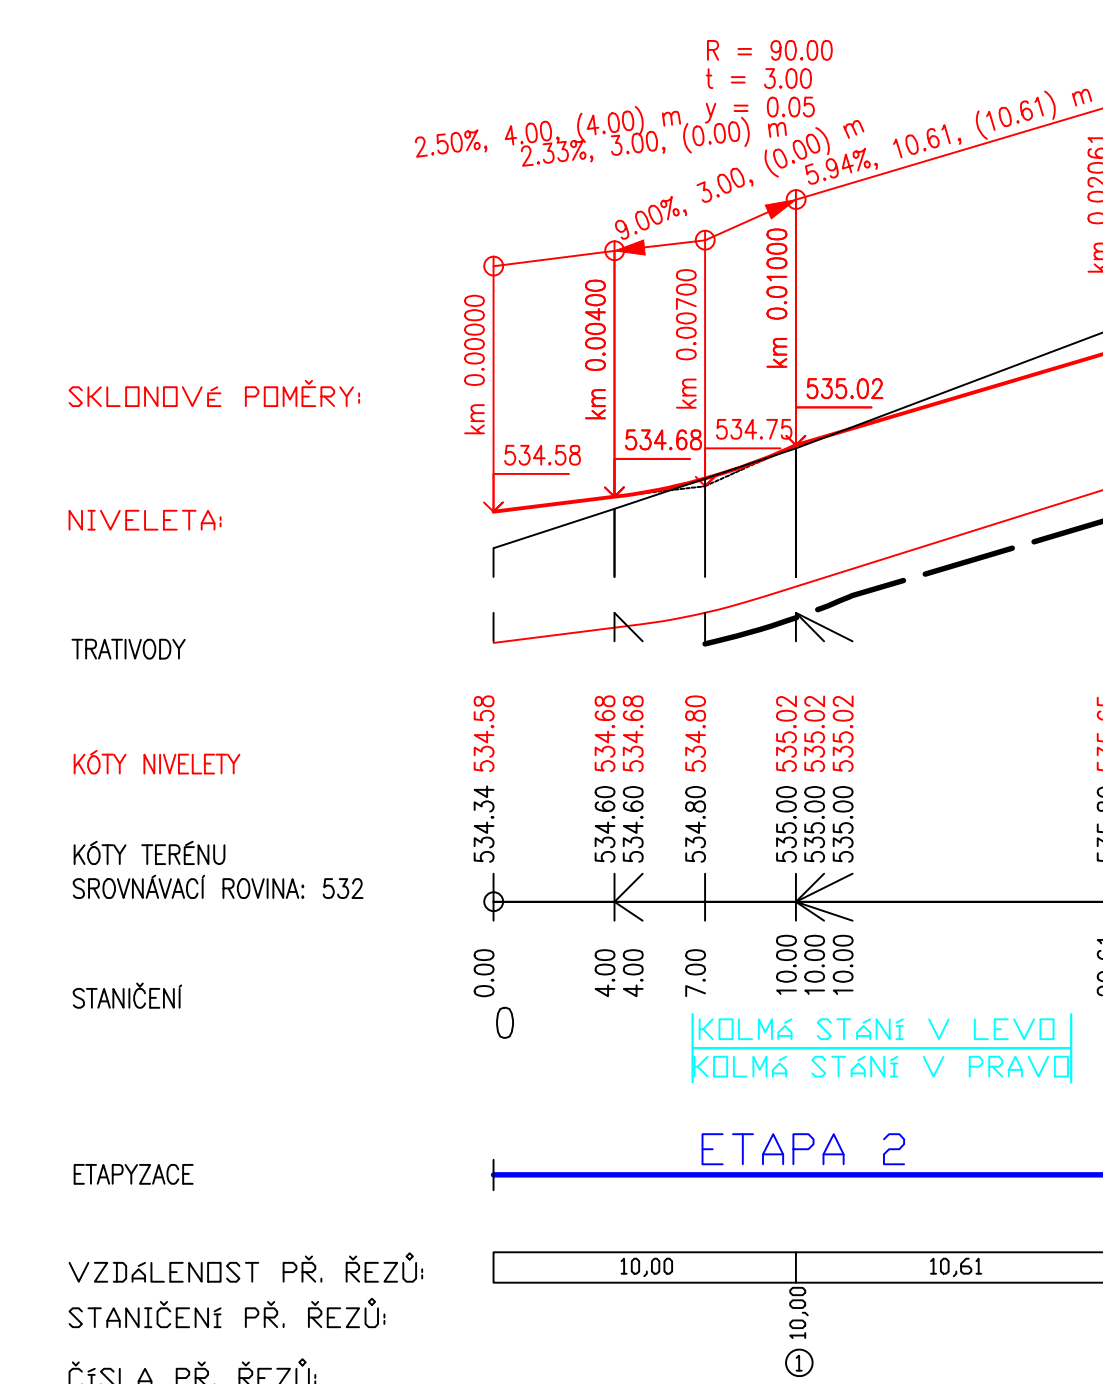 R = 90.00
t = 3.00
y = 0.05
2.50%, 4.00, (4.00) m
2.33%, 3.00, (0.00) m
9.00%, 3.00, (0.00) m
5.94%, 10.61, (10.61) m
km 0.00000
km 0.00400
km 0.00700
km 0.01000
km 0.02061
SKLONOVÉ POMĚRY:
534.58
534.68
534.75
535.02
NIVELETA:
TRATIVODY
KÓTY NIVELETY
534.58
534.68
534.68
534.80
535.02
535.02
535.02
KÓTY TERÉNU
534.34
534.60
534.60
534.80
535.00
535.00
535.00
SROVNÁVACÍ ROVINA: 532
STANIČENÍ
0.00
4.00
4.00
7.00
10.00
10.00
10.00
0
KOLMÁ STÁNÍ V LEVO
KOLMÁ STÁNÍ V PRAVO
ETAPA 2
ETAPYZACE
VZDÁLENOST PŘ. ŘEZŮ:
10,00
10,61
STANIČENÍ PŘ. ŘEZŮ:
10,00
ČÍSLA PŘ. ŘEZŮ:
1